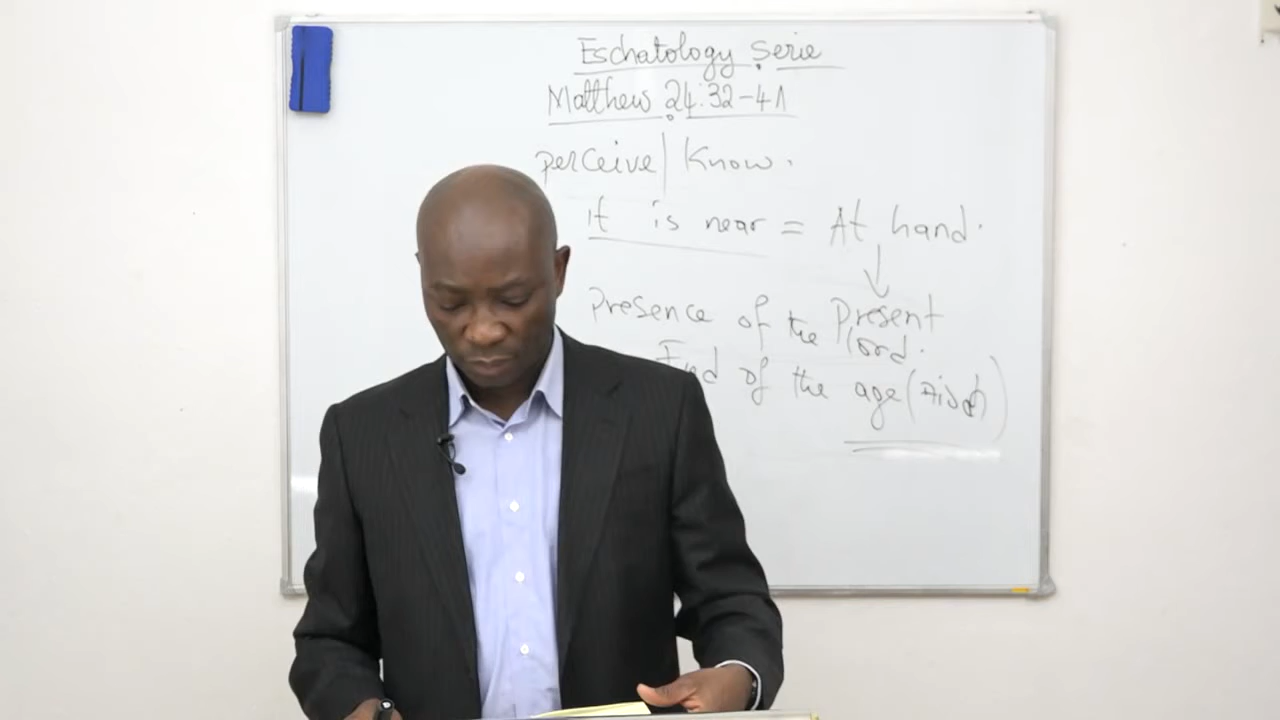 Eschatology Serie
Matthew 24:32-41
perceive | Know.
it is near = At hand.
↓
Presence of the Present
Lord.
End of the age (